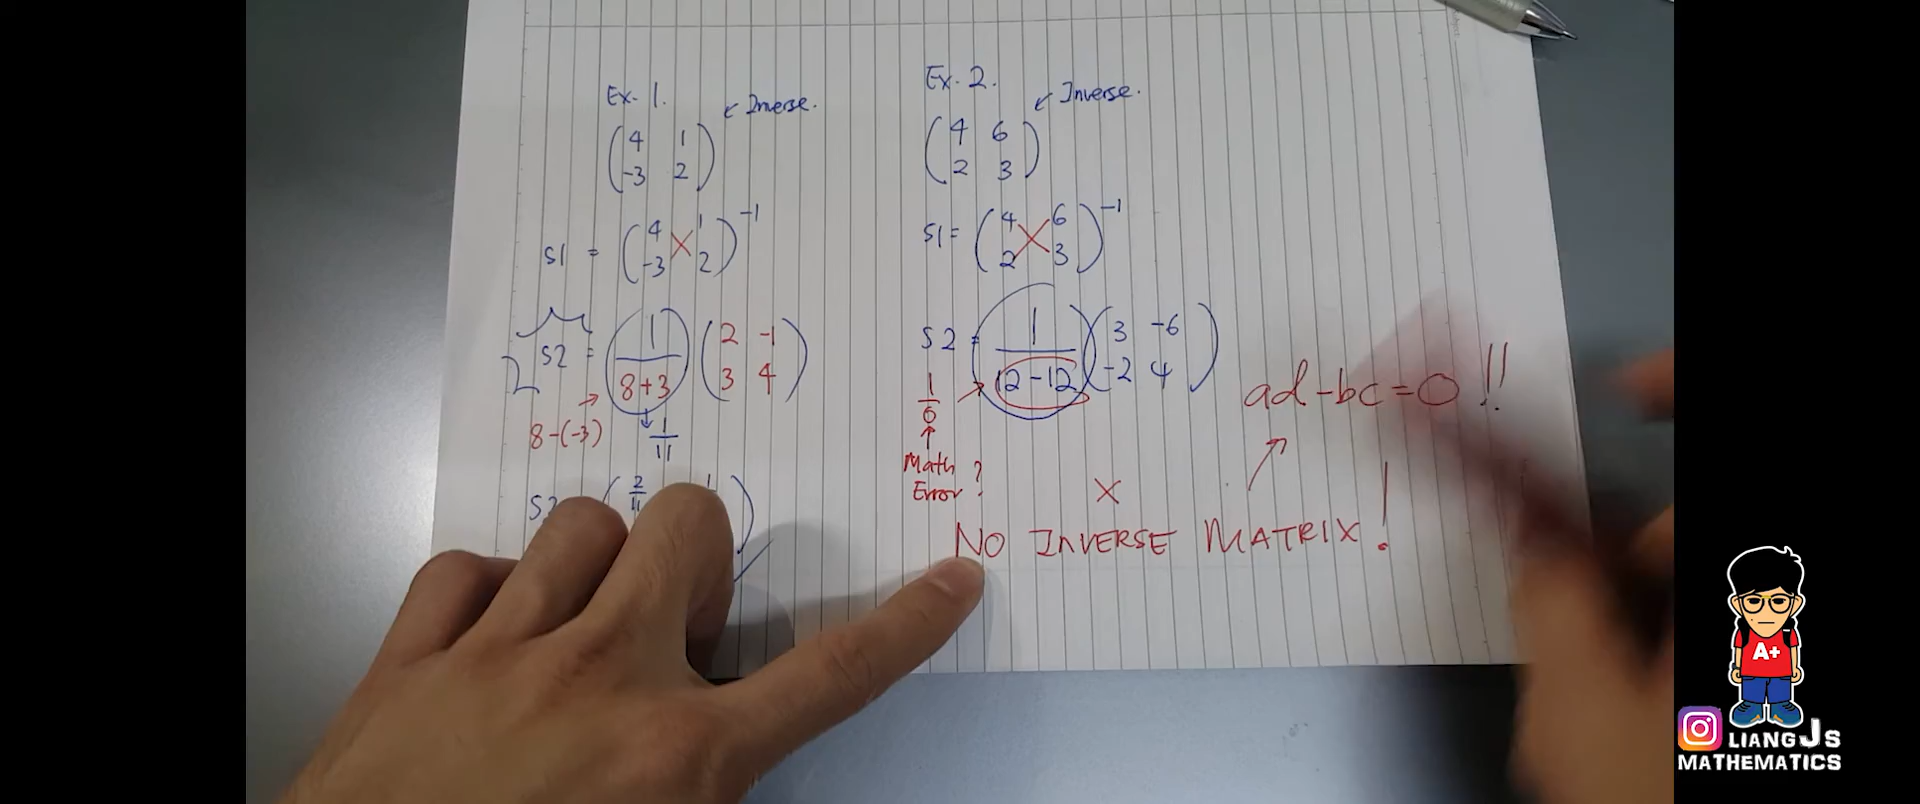 Ex. 1.
↙ Inverse.
(4 1
-3 2)
S1 = (4 1
-3 2)⁻¹
S2 = 1/(8+3) (2 -1
3 4)
8-(-3)
1/11
2/11
Ex. 2.
↙ Inverse.
(4 6
2 3)
S1 = (4 6
2 3)⁻¹
S2 = 1/(12-12) (3 -6
-2 4)
1/0
Math
Error?
ad-bc=0!!
×
NO INVERSE MATRIX!
A+
LIANGJS
MATHEMATICS